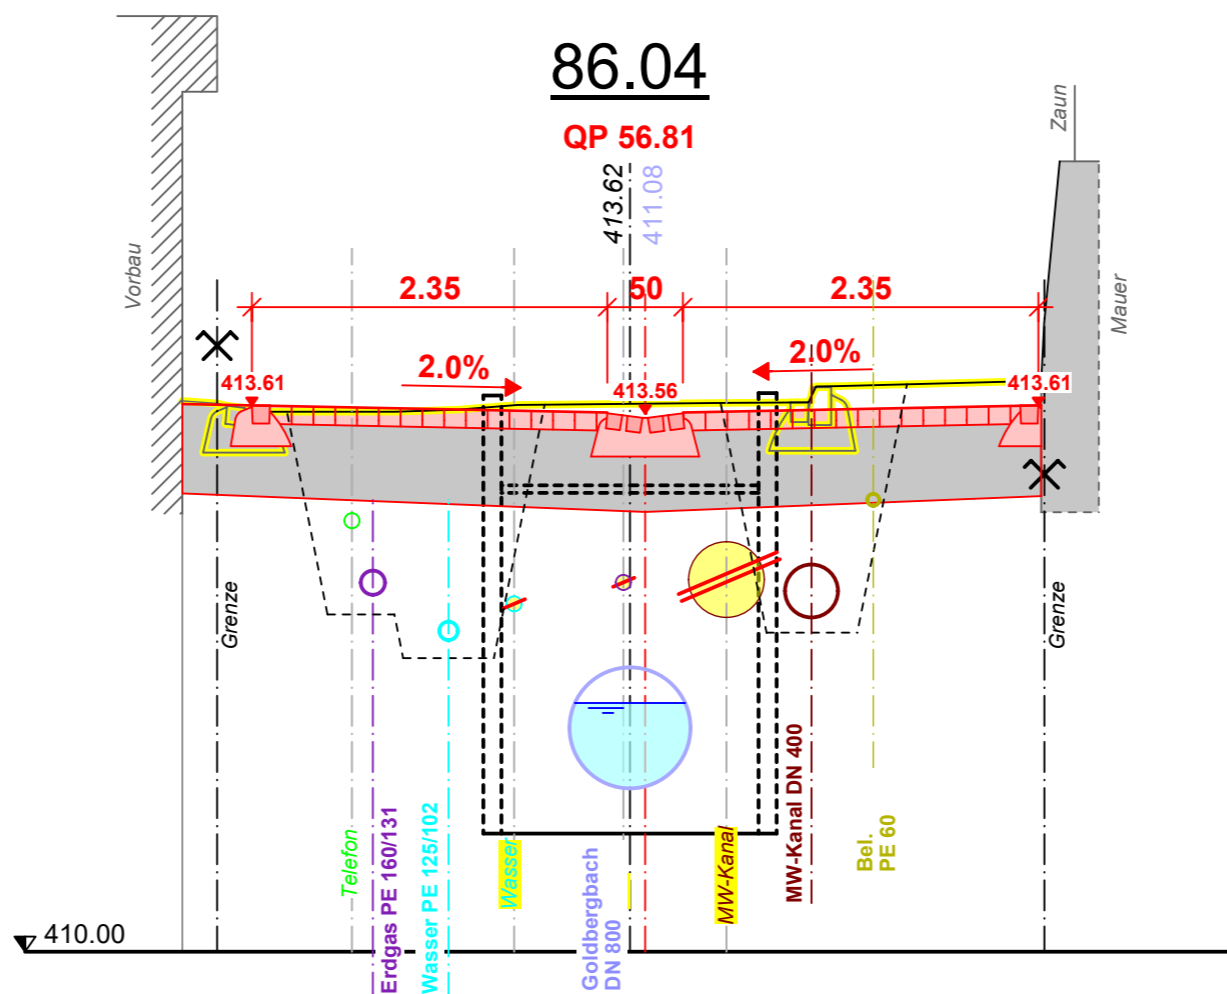 86.04
QP 56.81
413.62
411.08
Zaun
Vorbau
Mauer
2.35
50
2.35
2.0%
2.0%
413.61
413.56
413.61
Grenze
Grenze
Telefon
Erdgas PE 160/131
Wasser PE 125/102
Wasser
Goldbergbach
DN 800
MW-Kanal
MW-Kanal DN 400
Bel.
PE 60
410.00